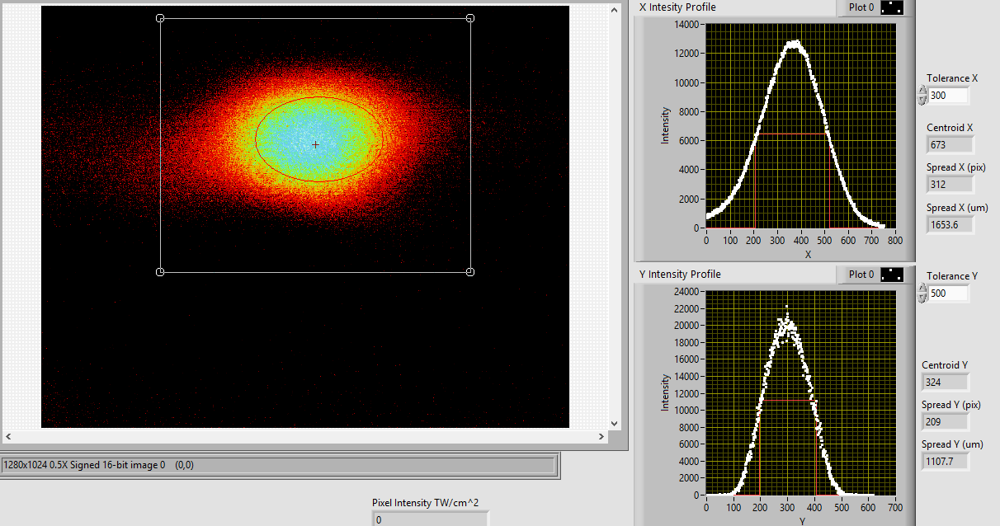 X Intesity Profile
Plot 0
14000
12000
10000
8000
6000
4000
2000
0
Intensity
0 100 200 300 400 500 600 700 800
X
Tolerance X
300
Centroid X
673
Spread X (pix)
312
Spread X (um)
1653.6
Y Intensity Profile
Plot 0
24000
22000
20000
18000
16000
14000
12000
10000
8000
6000
4000
2000
0
Intensity
0 100 200 300 400 500 600 700
Y
Tolerance Y
500
Centroid Y
324
Spread Y (pix)
209
Spread Y (um)
1107.7
1280x1024 0.5X Signed 16-bit image 0 (0,0)
Pixel Intensity TW/cm^2
0